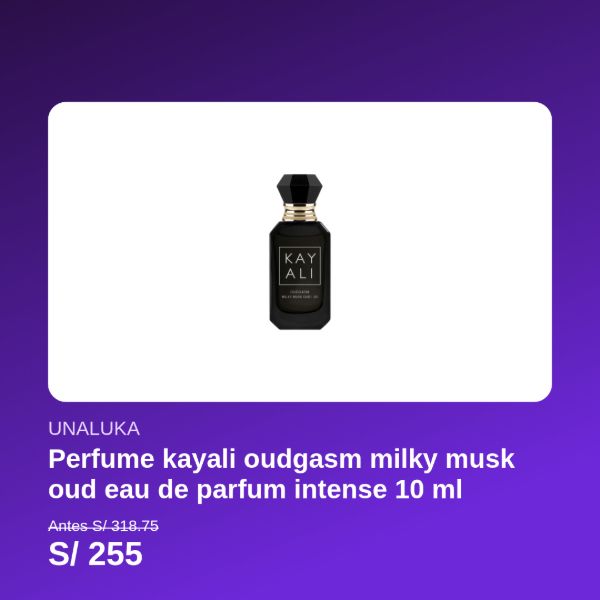 KAY
ALI
UNALUKA
Perfume kayali oudgasm milky musk
oud eau de parfum intense 10 ml
Antes S/ 318.75
S/ 255